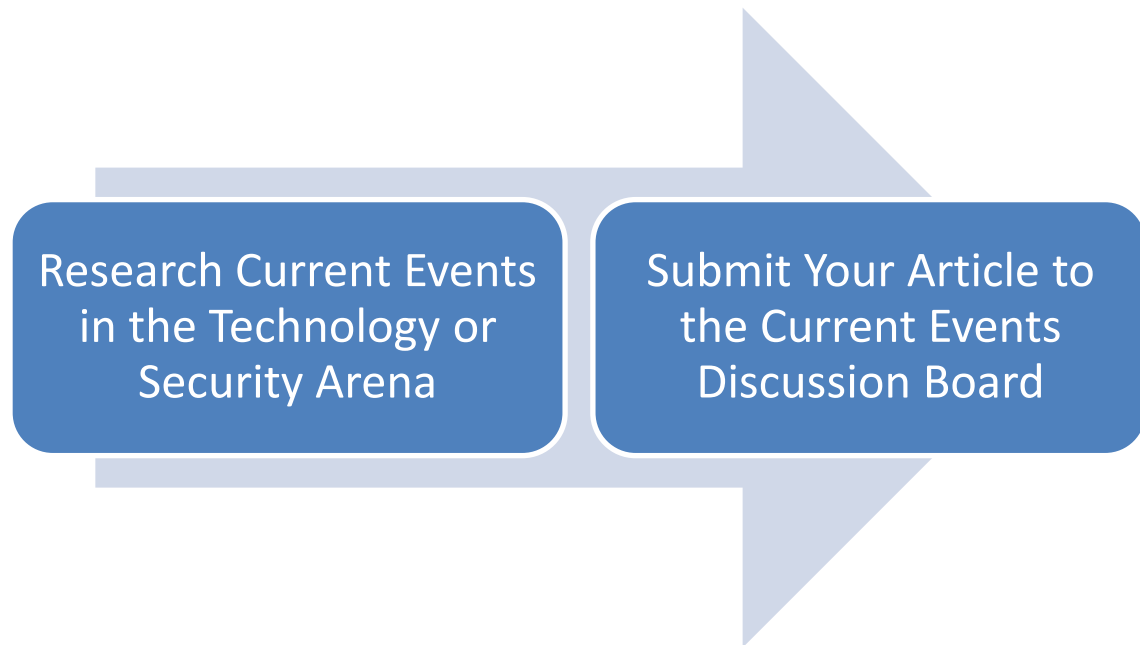 Research Current Events
in the Technology or
Security Arena
Submit Your Article to
the Current Events
Discussion Board